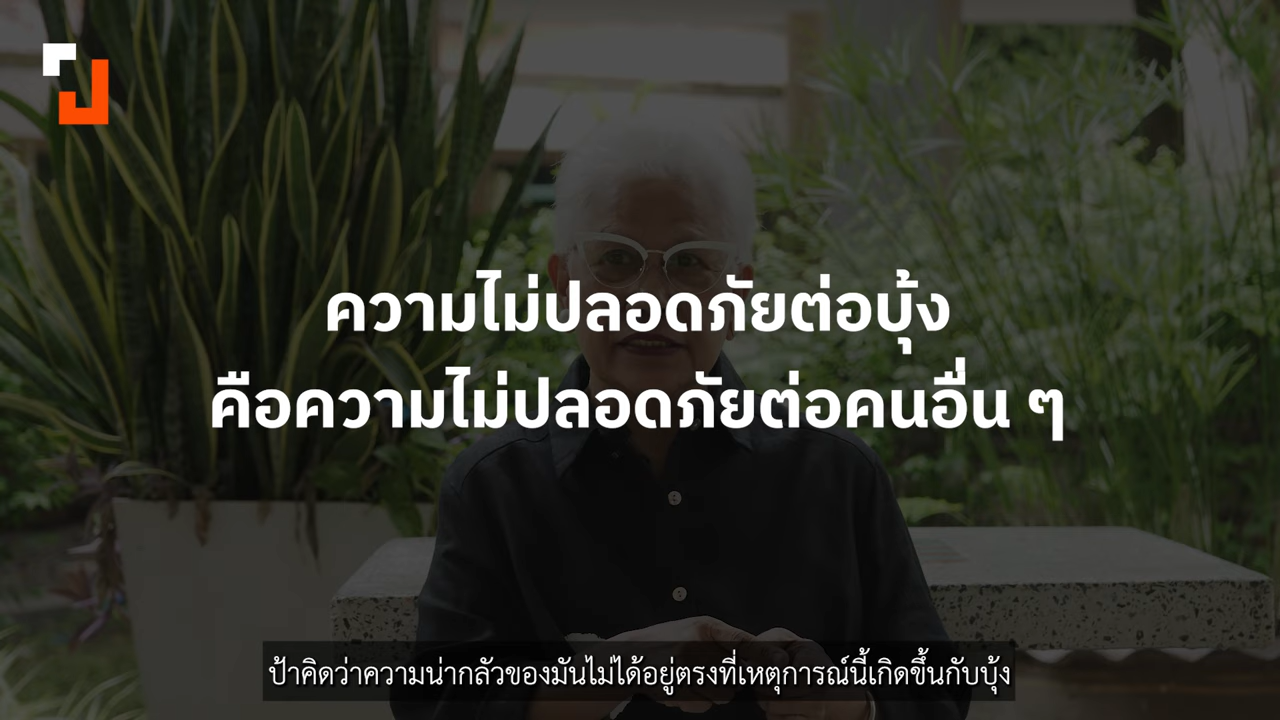 ความไม่ปลอดภัยต่อบุ้ง
คือความไม่ปลอดภัยต่อคนอื่น ๆ
ป้าคิดว่าความน่ากลัวของมันไม่ได้อยู่ตรงที่เหตุการณ์นี้เกิดขึ้นกับบุ้ง